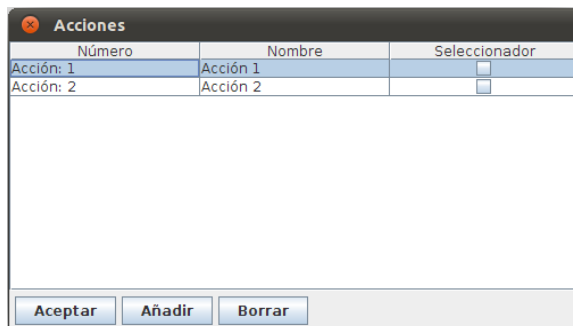 Acciones
Número Nombre Seleccionador
Acción: 1 Acción 1
Acción: 2 Acción 2
Aceptar Añadir Borrar